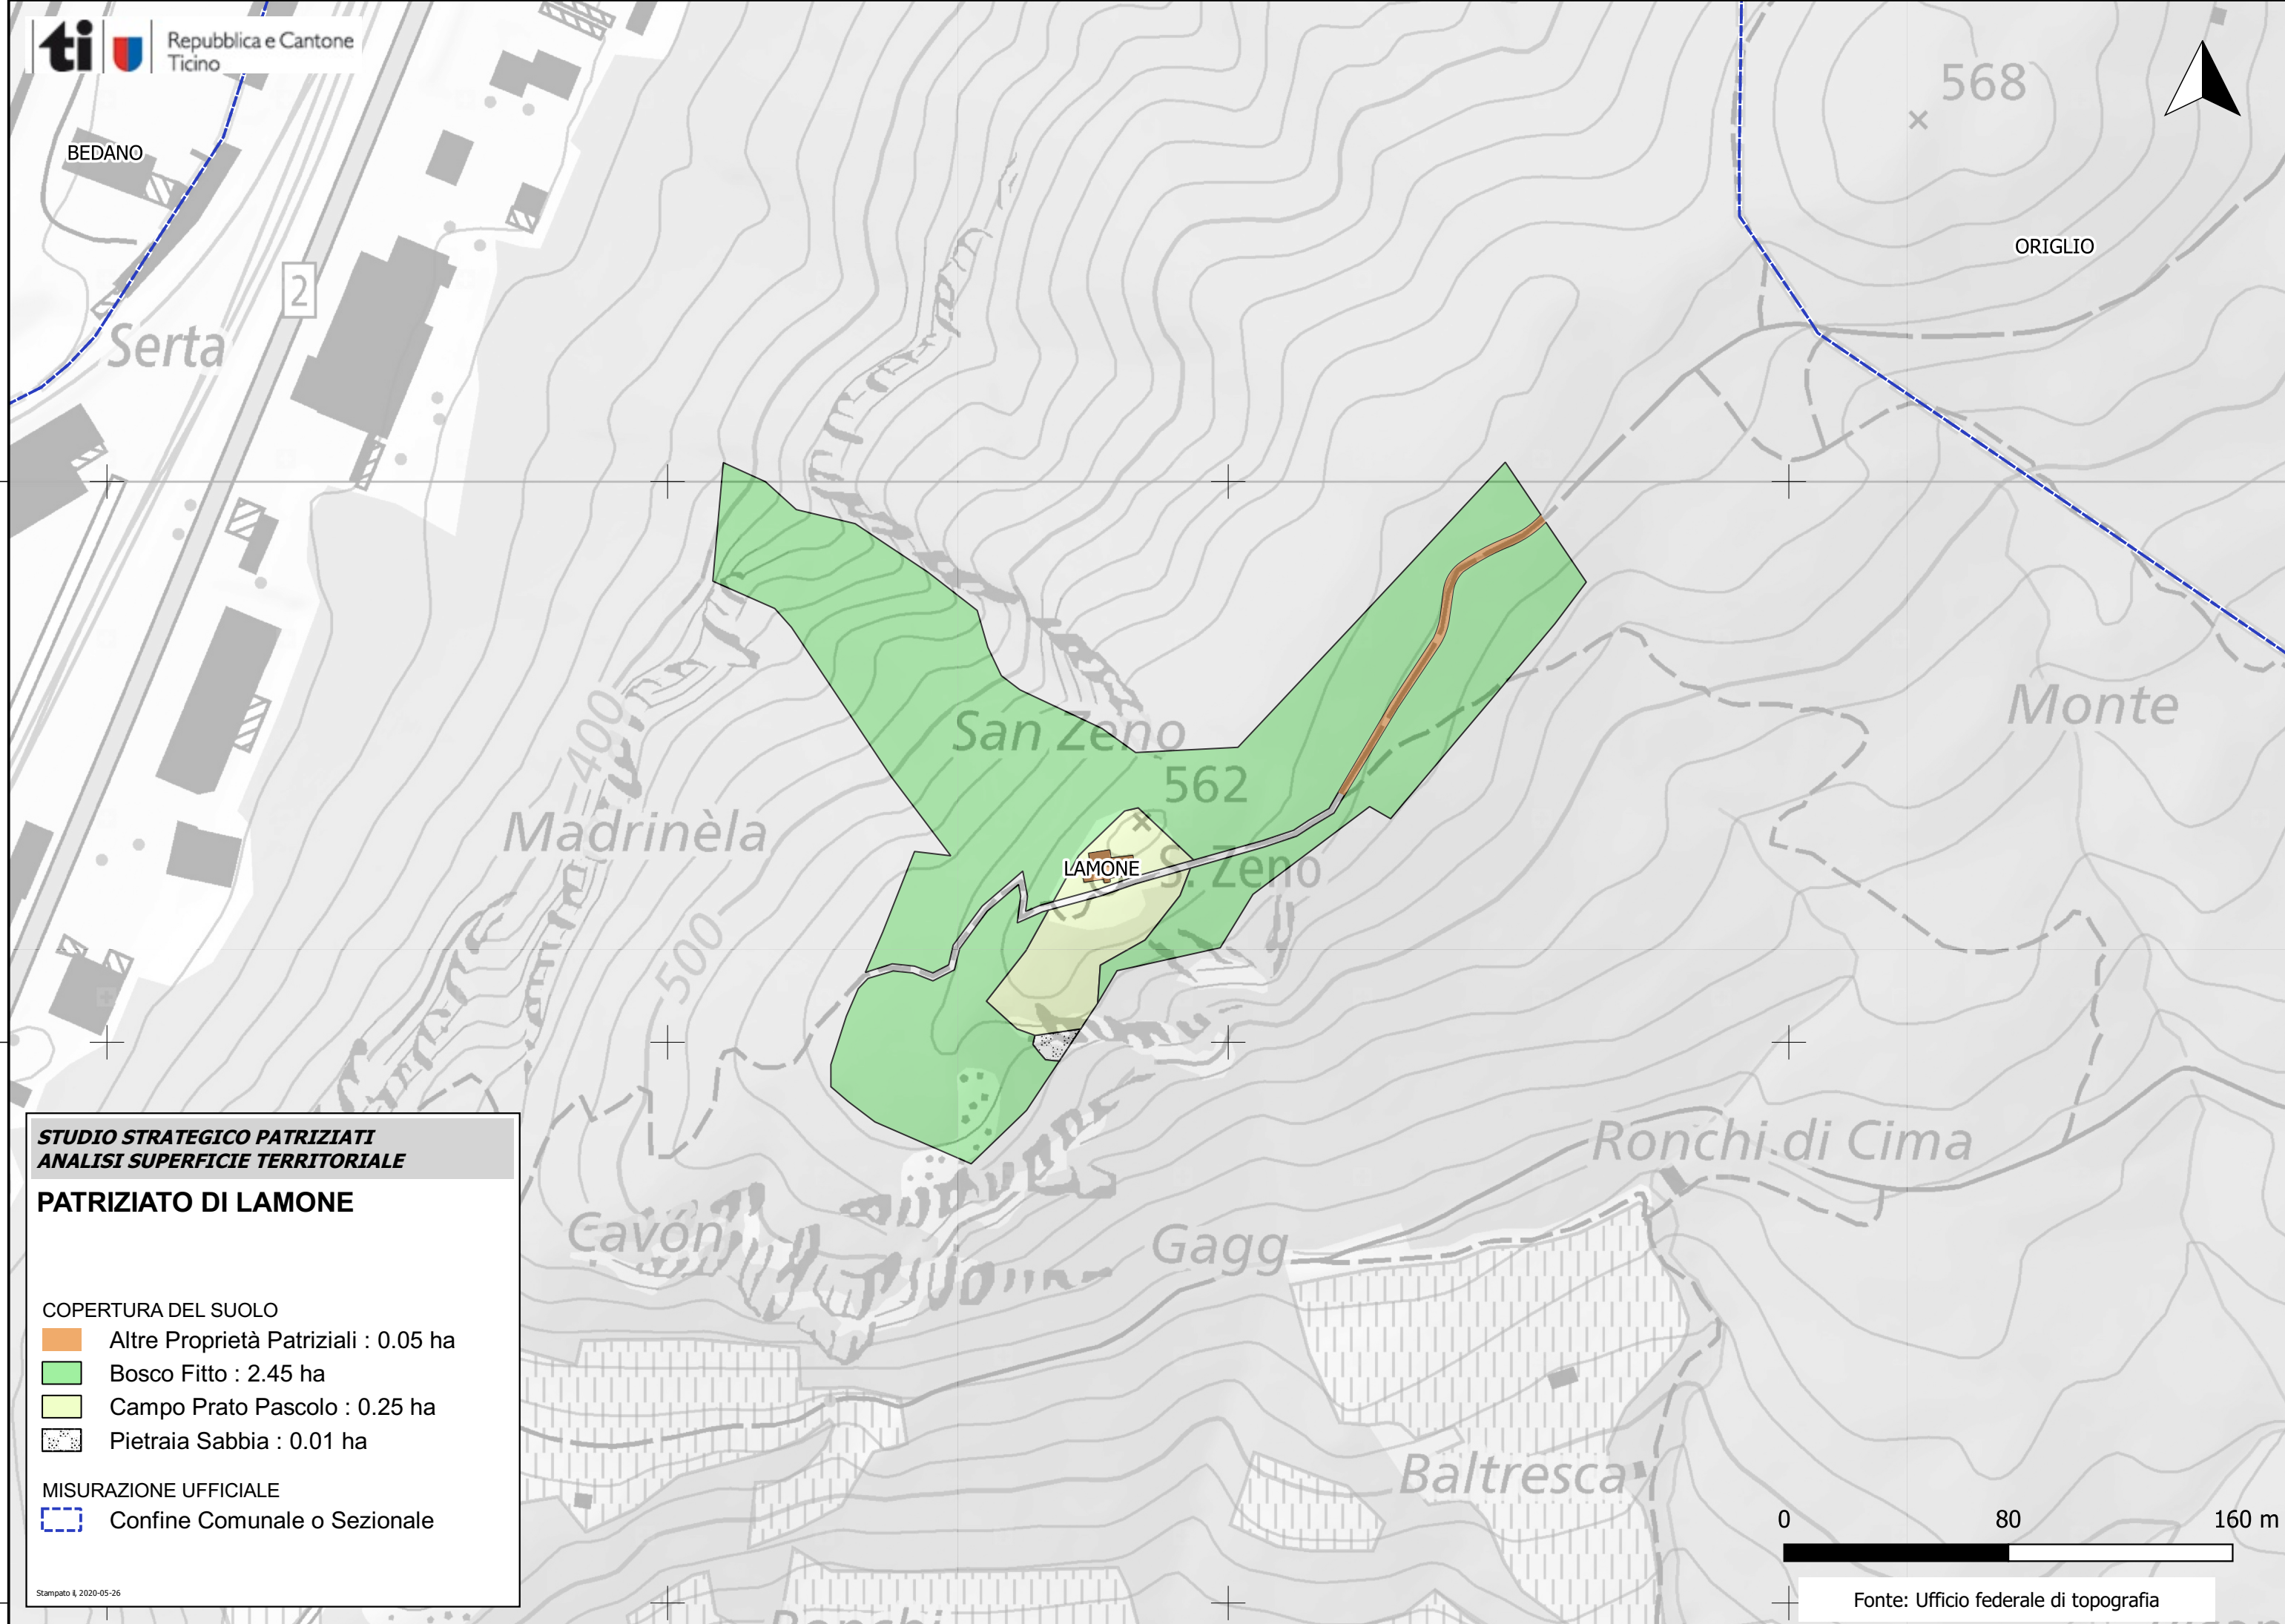 ti
Repubblica e Cantone
Ticino
568
BEDANO
ORIGLIO
2
Serta
Monte
San Zeno
562
400
Madrinèla
LAMONE
S. Zeno
500
Ronchi di Cima
Cavón
Gagg
Baltresca
Ronchi
STUDIO STRATEGICO PATRIZIATI
ANALISI SUPERFICIE TERRITORIALE
PATRIZIATO DI LAMONE
COPERTURA DEL SUOLO
Altre Proprietà Patriziali : 0.05 ha
Bosco Fitto : 2.45 ha
Campo Prato Pascolo : 0.25 ha
Pietraia Sabbia : 0.01 ha
MISURAZIONE UFFICIALE
Confine Comunale o Sezionale
Stampato il, 2020-05-26
0 80 160 m
Fonte: Ufficio federale di topografia